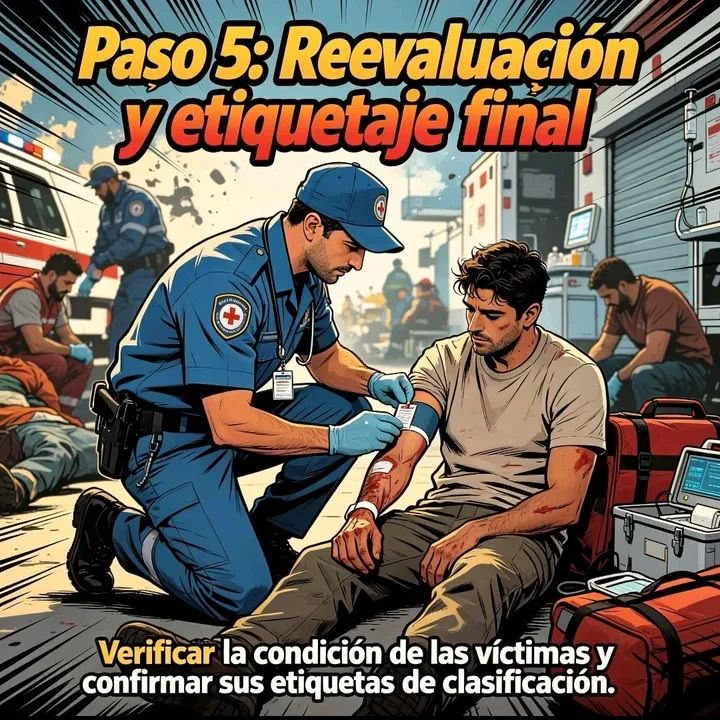 Paso 5: Reevaluación
y etiquetaje final
Verificar la condición de las víctimas y
confirmar sus etiquetas de clasificación.